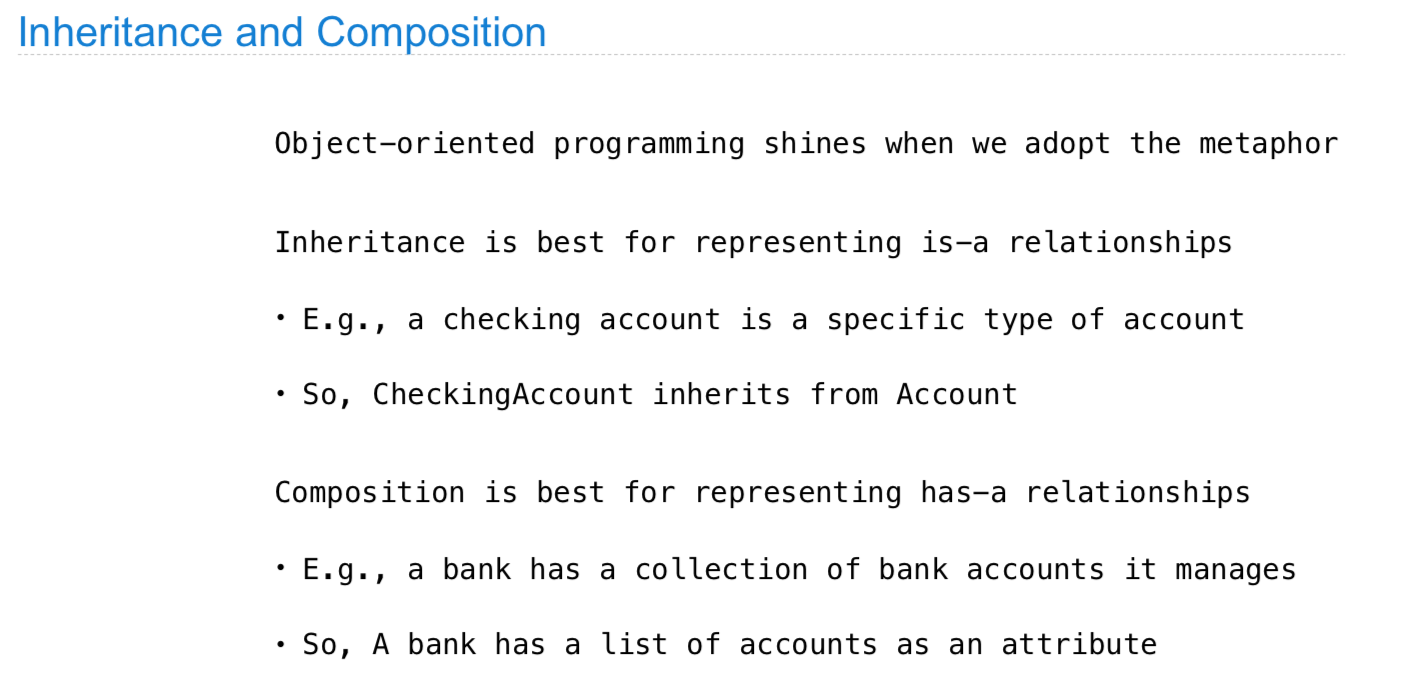 Inheritance and Composition
Object-oriented programming shines when we adopt the metaphor
Inheritance is best for representing is-a relationships
• E.g., a checking account is a specific type of account
• So, CheckingAccount inherits from Account
Composition is best for representing has-a relationships
• E.g., a bank has a collection of bank accounts it manages
• So, A bank has a list of accounts as an attribute